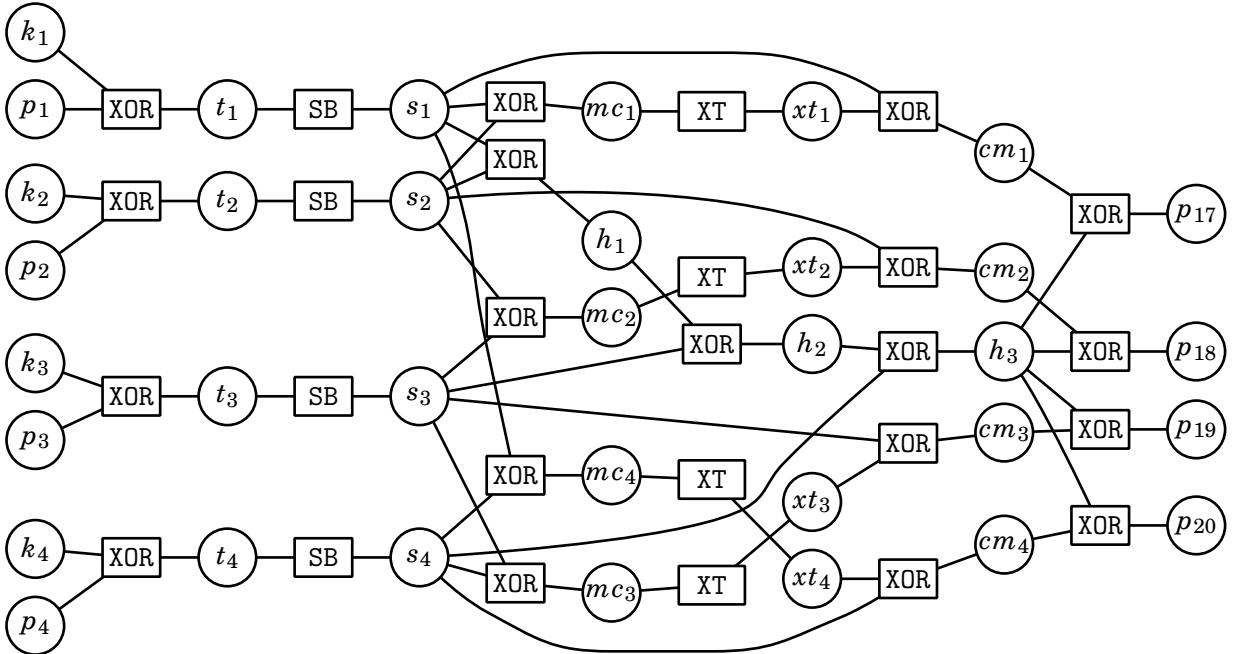 k1
p1 XOR t1 SB s1 XOR mc1 XT xt1 XOR cm1
XOR
k2 XOR t2 SB s2 XOR p17
p2 h1 XT xt2 XOR cm2
XOR mc2
k3 XOR h2 XOR h3 XOR p18
XOR t3 SB s3
p3 XOR cm3 XOR p19
XOR mc4 XT xt3
k4 XOR t4 SB s4 cm4 XOR p20
XOR mc3 XT xt4 XOR
p4